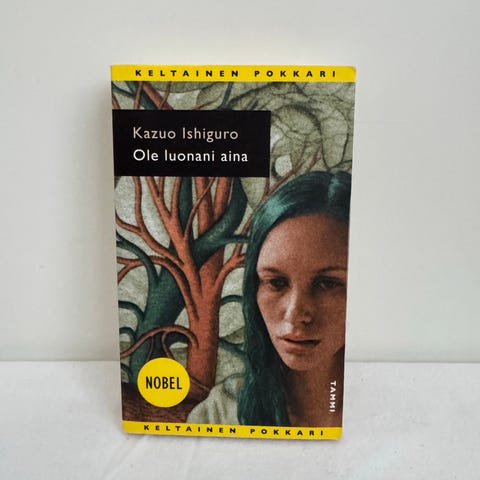 KELTAINEN POKKARI
Kazuo Ishiguro
Ole luonani aina
NOBEL
TAMMI
KELTAINEN POKKARI